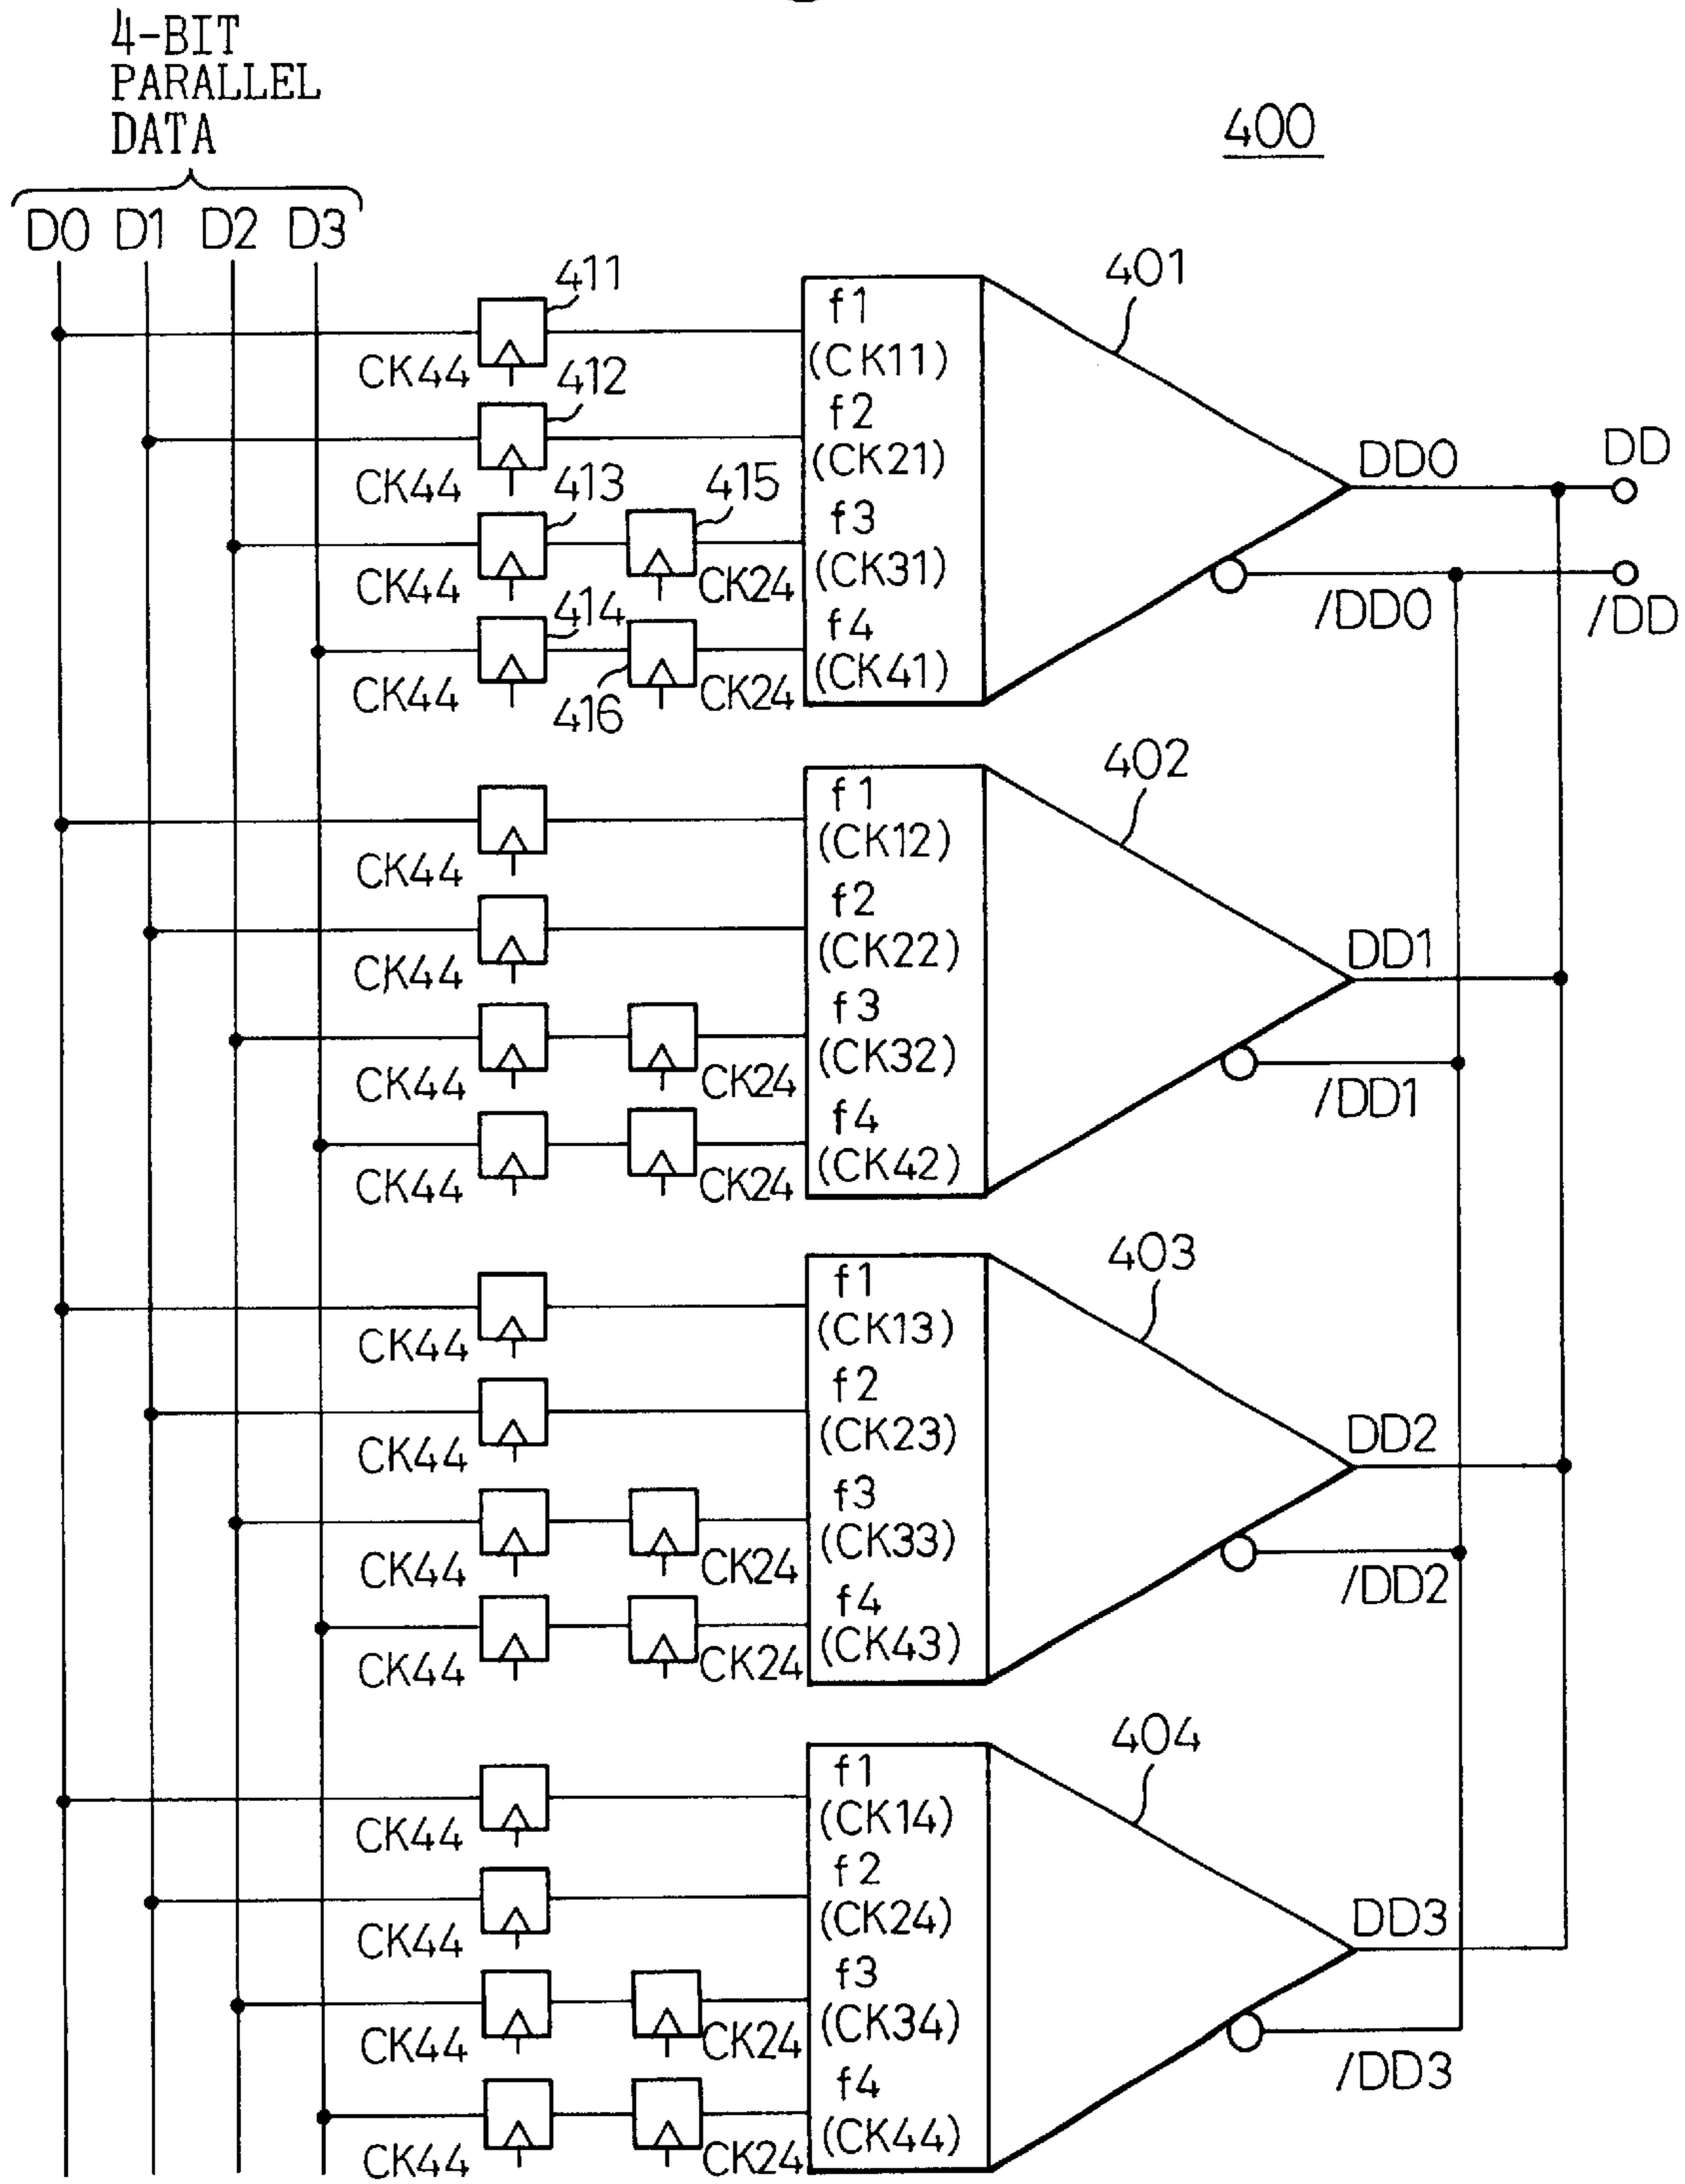 4-BIT
PARALLEL
DATA
400
D0 D1 D2 D3
411
f1
401
CK44
(CK11)
412
f2
CK44
(CK21)
413
415
f3
DD0
DD
CK44
CK24
(CK31)
/DD0
/DD
414
f4
CK44
416
CK24
(CK41)
402
f1
CK44
(CK12)
f2
CK44
(CK22)
DD1
f3
CK44
CK24
(CK32)
/DD1
f4
CK44
CK24
(CK42)
403
f1
CK44
(CK13)
f2
CK44
(CK23)
DD2
f3
CK44
CK24
(CK33)
/DD2
f4
CK44
CK24
(CK43)
404
f1
CK44
(CK14)
f2
CK44
(CK24)
DD3
f3
CK44
CK24
(CK34)
/DD3
f4
CK44
CK24
(CK44)